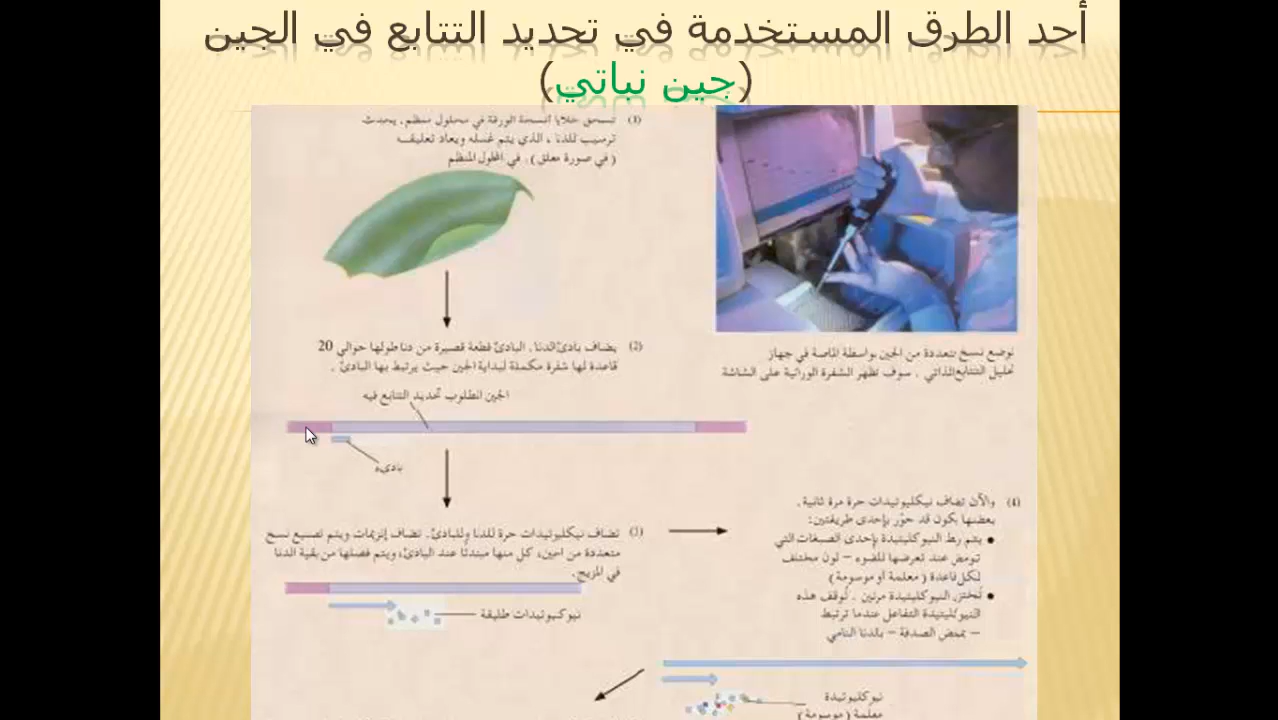 أحد الطرق المستخدمة في تحديد التتابع في الجين
(جين نباتي)
(1) تسحق خلايا أنسجة الورقة في محلول منظم. يحدث
ترسيب للدنا ، الذي يتم غسله ويعاد تعليقه
( في صورة معلق ) . في المحلول المنظم
(2) يضاف بادئ الدنا. البادئ قطعة قصيرة من دنا طولها حوالي 20
قاعدة لها شفرة مكملة لبداية الجين حيث يرتبط بها البادئ .
الجين المطلوب تحديد التتابع فيه
بادئه
(3) تضاف نيكليوتيدات حرة للدنا وللبادئ. تضاف إنزيمات ويتم تصنيع نسخ
متعددة من الجين، كل منها مبتدئًا عند البادئ، ويتم فصلها من بقية الدنا
في المزيج.
نيوكليوتيدات طليقة
توضع نسخ متعددة من الجين بواسطة الماصة في جهاز
تحليل التتابع الذاتي . سوف تظهر الشفرة الوراثية على الشاشة
(4) والآن تضاف نيكليوتيدات حرة مرة ثانية.
بعضها يكون قد حوّر بإحدى طريقتين:
• يتم ربط النيوكليتيدة بإحدى الصبغات التي
تومض عند تعرضها للضوء – لون مختلف
لكل قاعدة ( معلمة أو موسومة )
• تُختزل النيوكليتيدة مرتين . تُوقف هذه
النيوكليتيدة التفاعل عندما ترتبط
– بمحض الصدفة – بالدنا النامي
نيوكليوتيدة
معلمة ( موسومة )